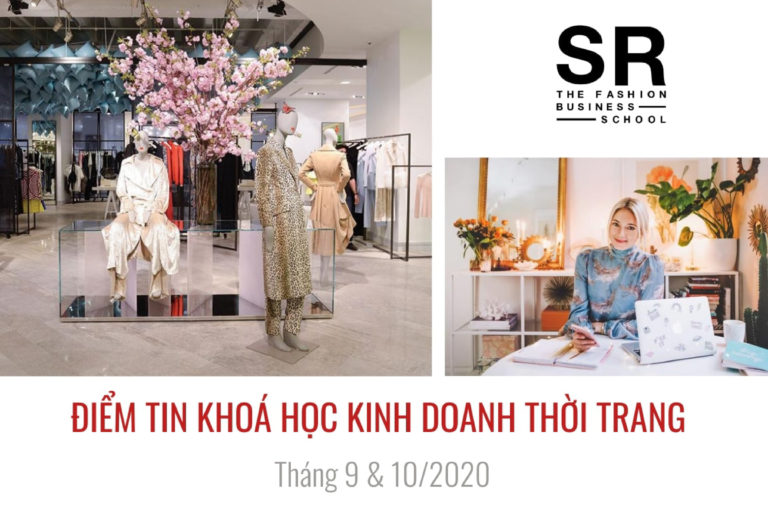 SR
THE FASHION
BUSINESS
SCHOOL
ĐIỂM TIN KHOÁ HỌC KINH DOANH THỜI TRANG
Tháng 9 & 10/2020